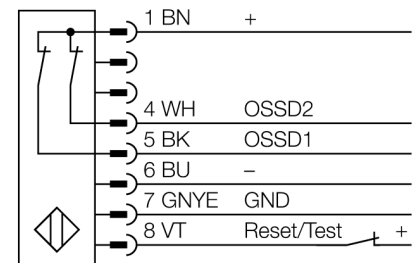 1 BN +
4 WH OSSD2
5 BK OSSD1
6 BU –
7 GNYE GND
8 VT Reset/Test +